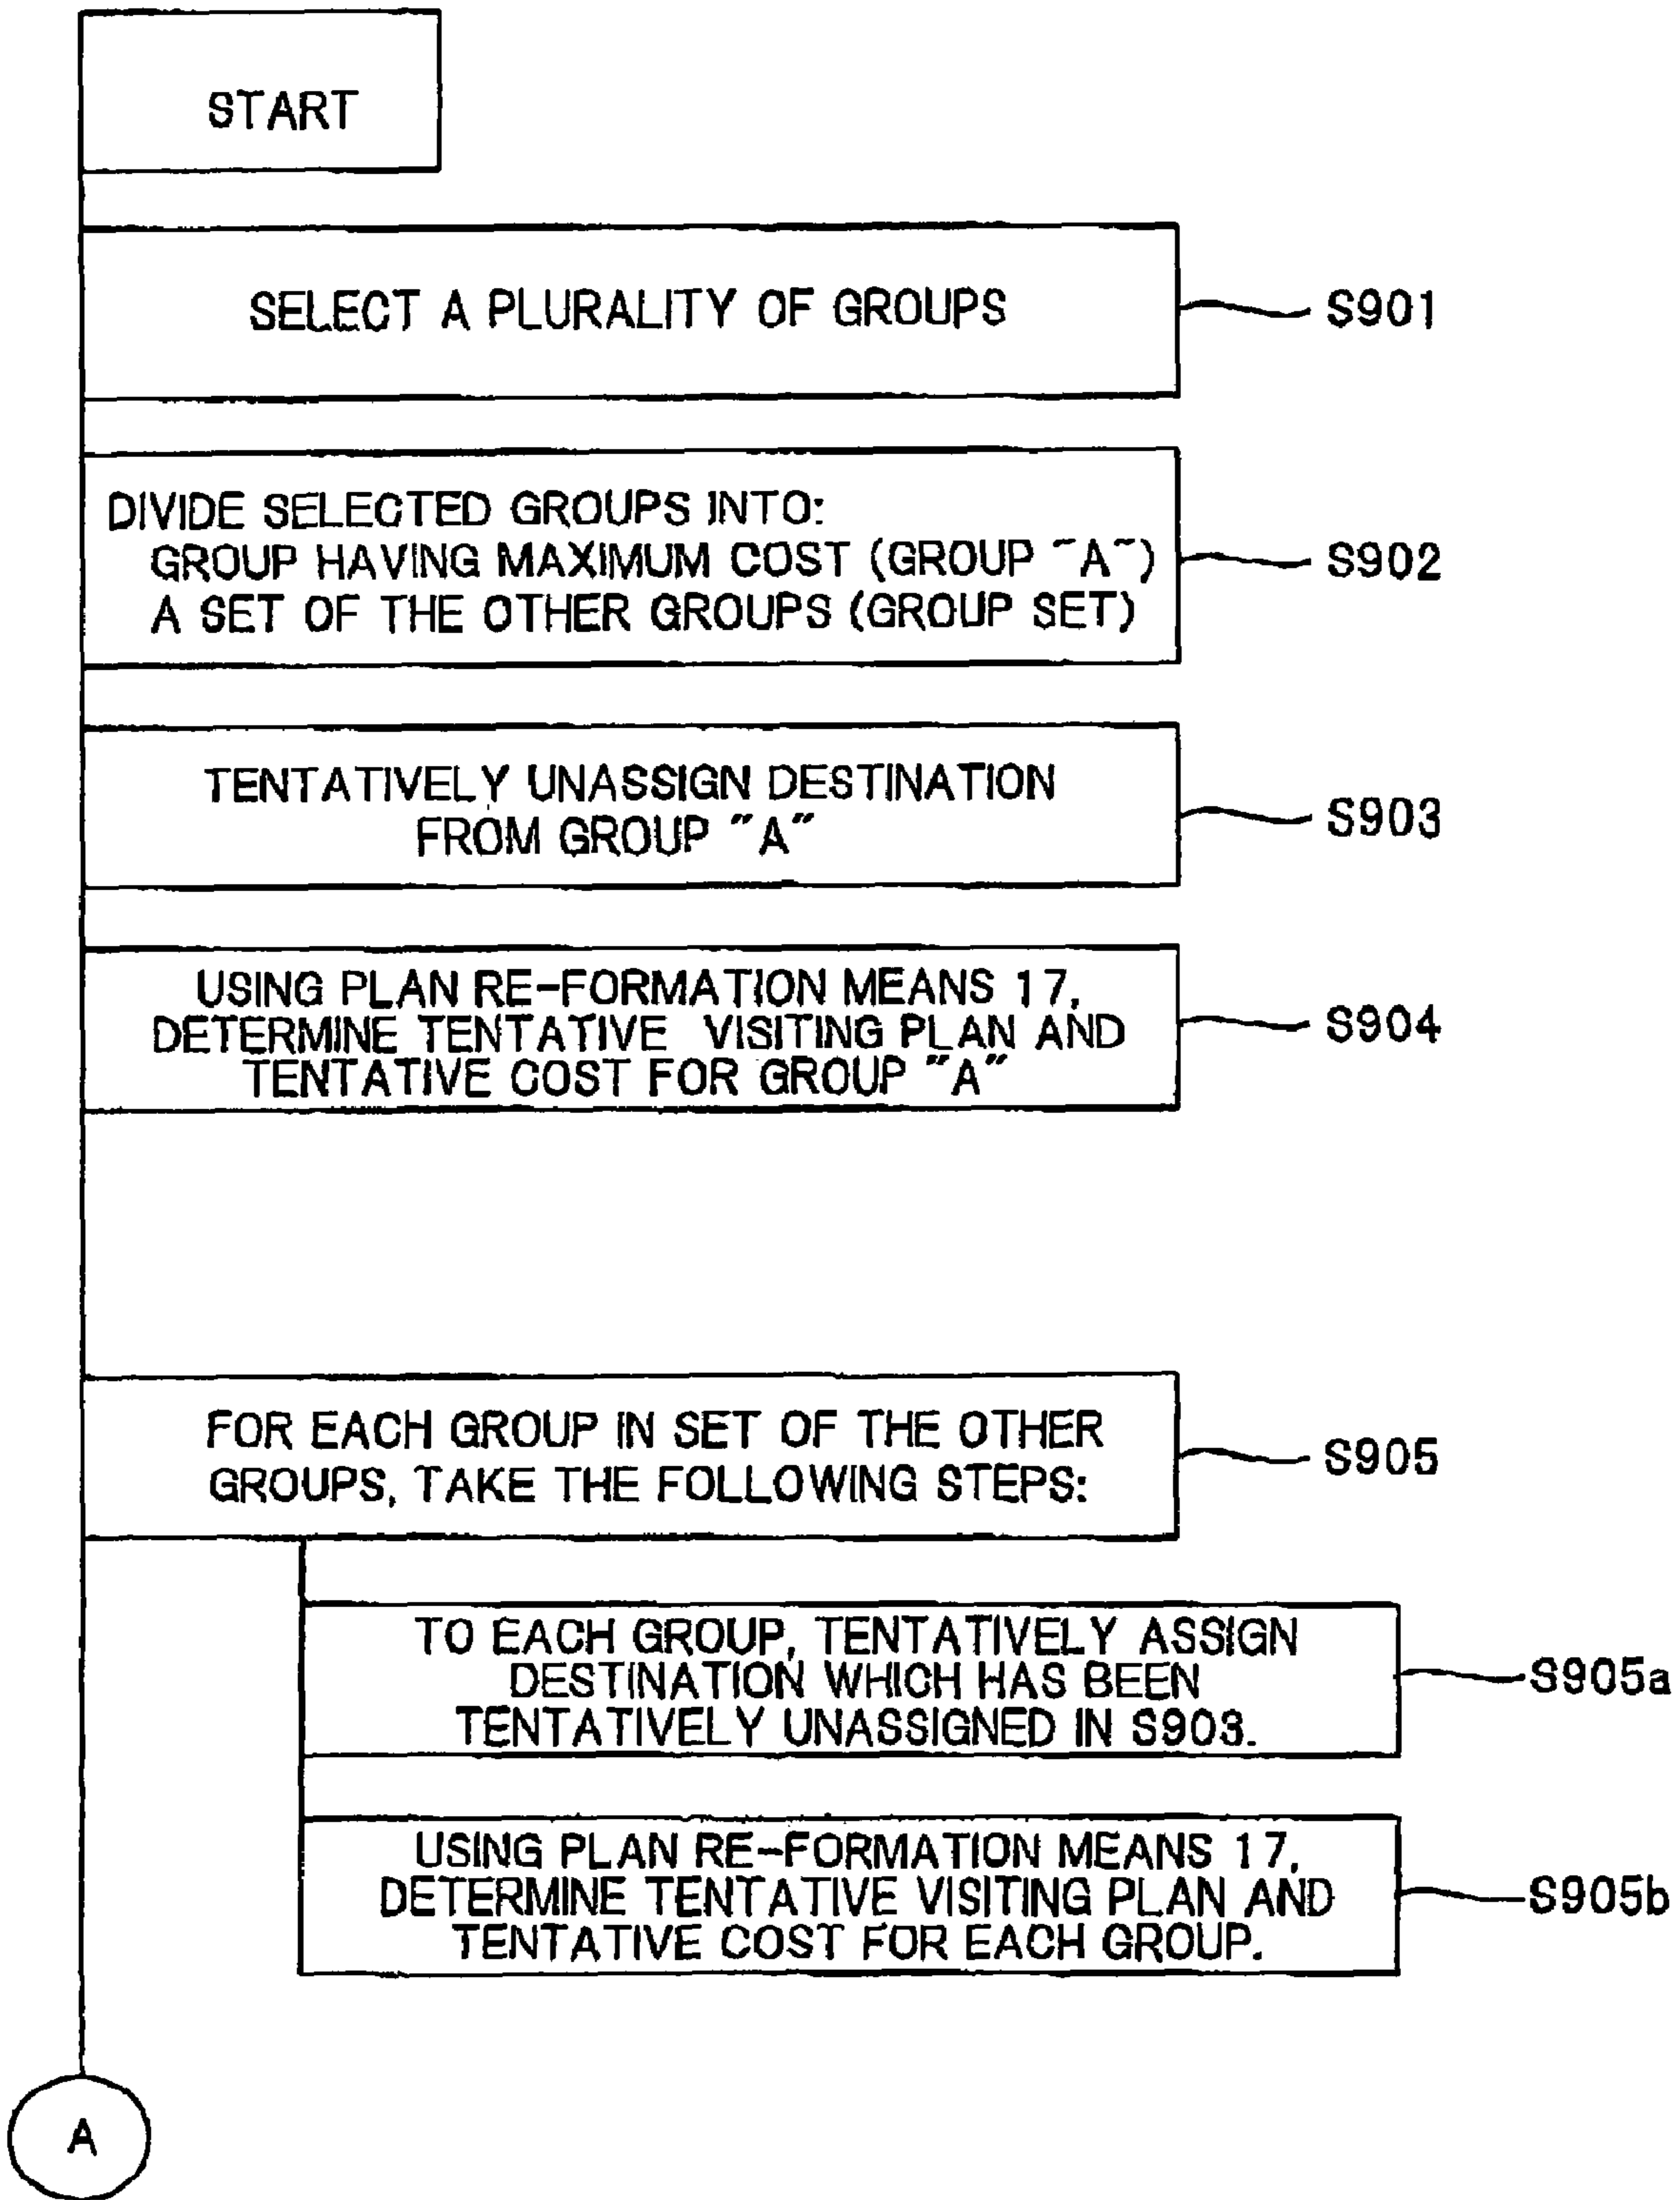 START
SELECT A PLURALITY OF GROUPS
S901
DIVIDE SELECTED GROUPS INTO:
GROUP HAVING MAXIMUM COST (GROUP "A")
A SET OF THE OTHER GROUPS (GROUP SET)
S902
TENTATIVELY UNASSIGN DESTINATION
FROM GROUP "A"
S903
USING PLAN RE-FORMATION MEANS 17,
DETERMINE TENTATIVE VISITING PLAN AND
TENTATIVE COST FOR GROUP "A"
S904
FOR EACH GROUP IN SET OF THE OTHER
GROUPS, TAKE THE FOLLOWING STEPS:
S905
TO EACH GROUP, TENTATIVELY ASSIGN
DESTINATION WHICH HAS BEEN
TENTATIVELY UNASSIGNED IN S903.
S905a
USING PLAN RE-FORMATION MEANS 17,
DETERMINE TENTATIVE VISITING PLAN AND
TENTATIVE COST FOR EACH GROUP.
S905b
A